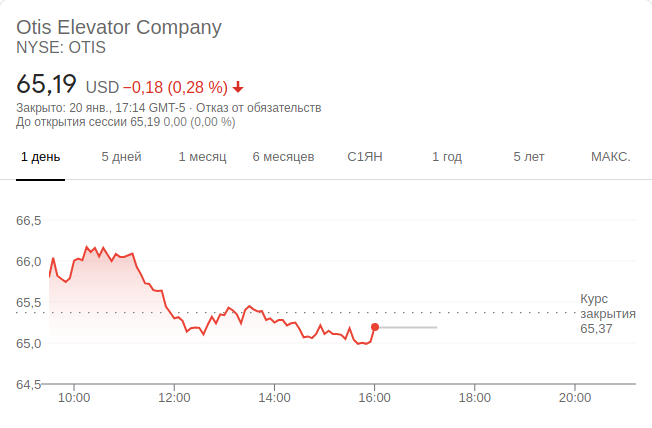 Otis Elevator Company
NYSE: OTIS
65,19 USD −0,18 (0,28 %)
Закрыто: 20 янв., 17:14 GMT-5 · Отказ от обязательств
До открытия сессии 65,19 0,00 (0,00 %)
1 день 5 дней 1 месяц 6 месяцев С1ЯН 1 год 5 лет МАКС.
66,5
66,0
65,5
Курс
закрытия
65,37
65,0
64,5
10:00 12:00 14:00 16:00 18:00 20:00